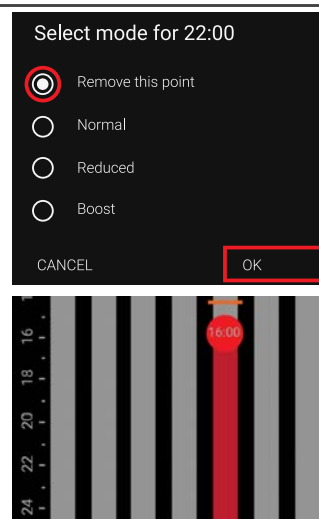 Select mode for 22:00
Remove this point
Normal
Reduced
Boost
CANCEL
OK
16:00
16
18
20
22
24